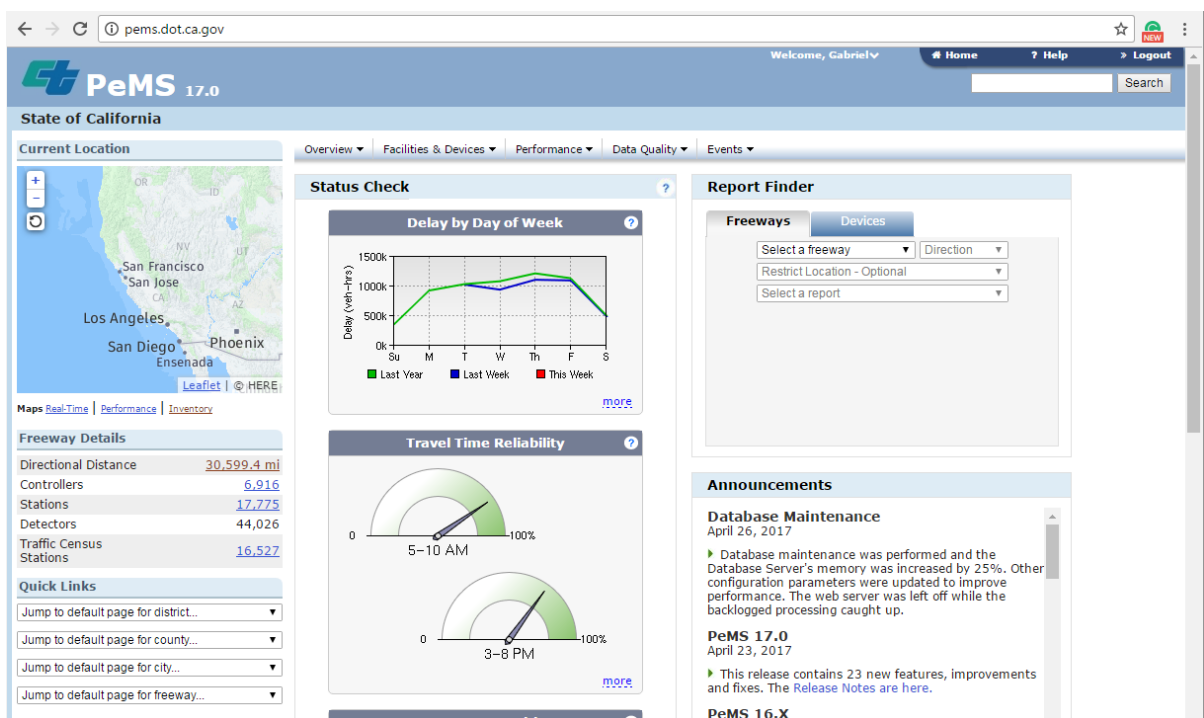 pems.dot.ca.gov
NEW
Welcome, Gabriel
Home
? Help
» Logout
PeMS 17.0
Search
State of California
Current Location
+
-
OR
ID
NV
UT
San Francisco
San Jose
CA
AZ
Los Angeles
San Diego
Phoenix
Ensenada
Leaflet | © HERE
Maps Real-Time | Performance | Inventory
Freeway Details
Directional Distance 30,599.4 mi
Controllers 6,916
Stations 17,775
Detectors 44,026
Traffic Census
Stations 16,527
Quick Links
Jump to default page for district...
Jump to default page for county...
Jump to default page for city...
Jump to default page for freeway...
Overview Facilities & Devices Performance Data Quality Events
Status Check ?
Delay by Day of Week ?
Delay (veh-hrs)
1500k
1000k
500k
0k
Su M T W Th F S
Last Year Last Week This Week
more
Travel Time Reliability ?
0 100%
5-10 AM
0 100%
3-8 PM
more
Report Finder
Freeways Devices
Select a freeway Direction
Restrict Location - Optional
Select a report
Announcements
Database Maintenance
April 26, 2017
Database maintenance was performed and the
Database Server's memory was increased by 25%. Other
configuration parameters were updated to improve
performance. The web server was left off while the
backlogged processing caught up.
PeMS 17.0
April 23, 2017
This release contains 23 new features, improvements
and fixes. The Release Notes are here.
PeMS 16.X